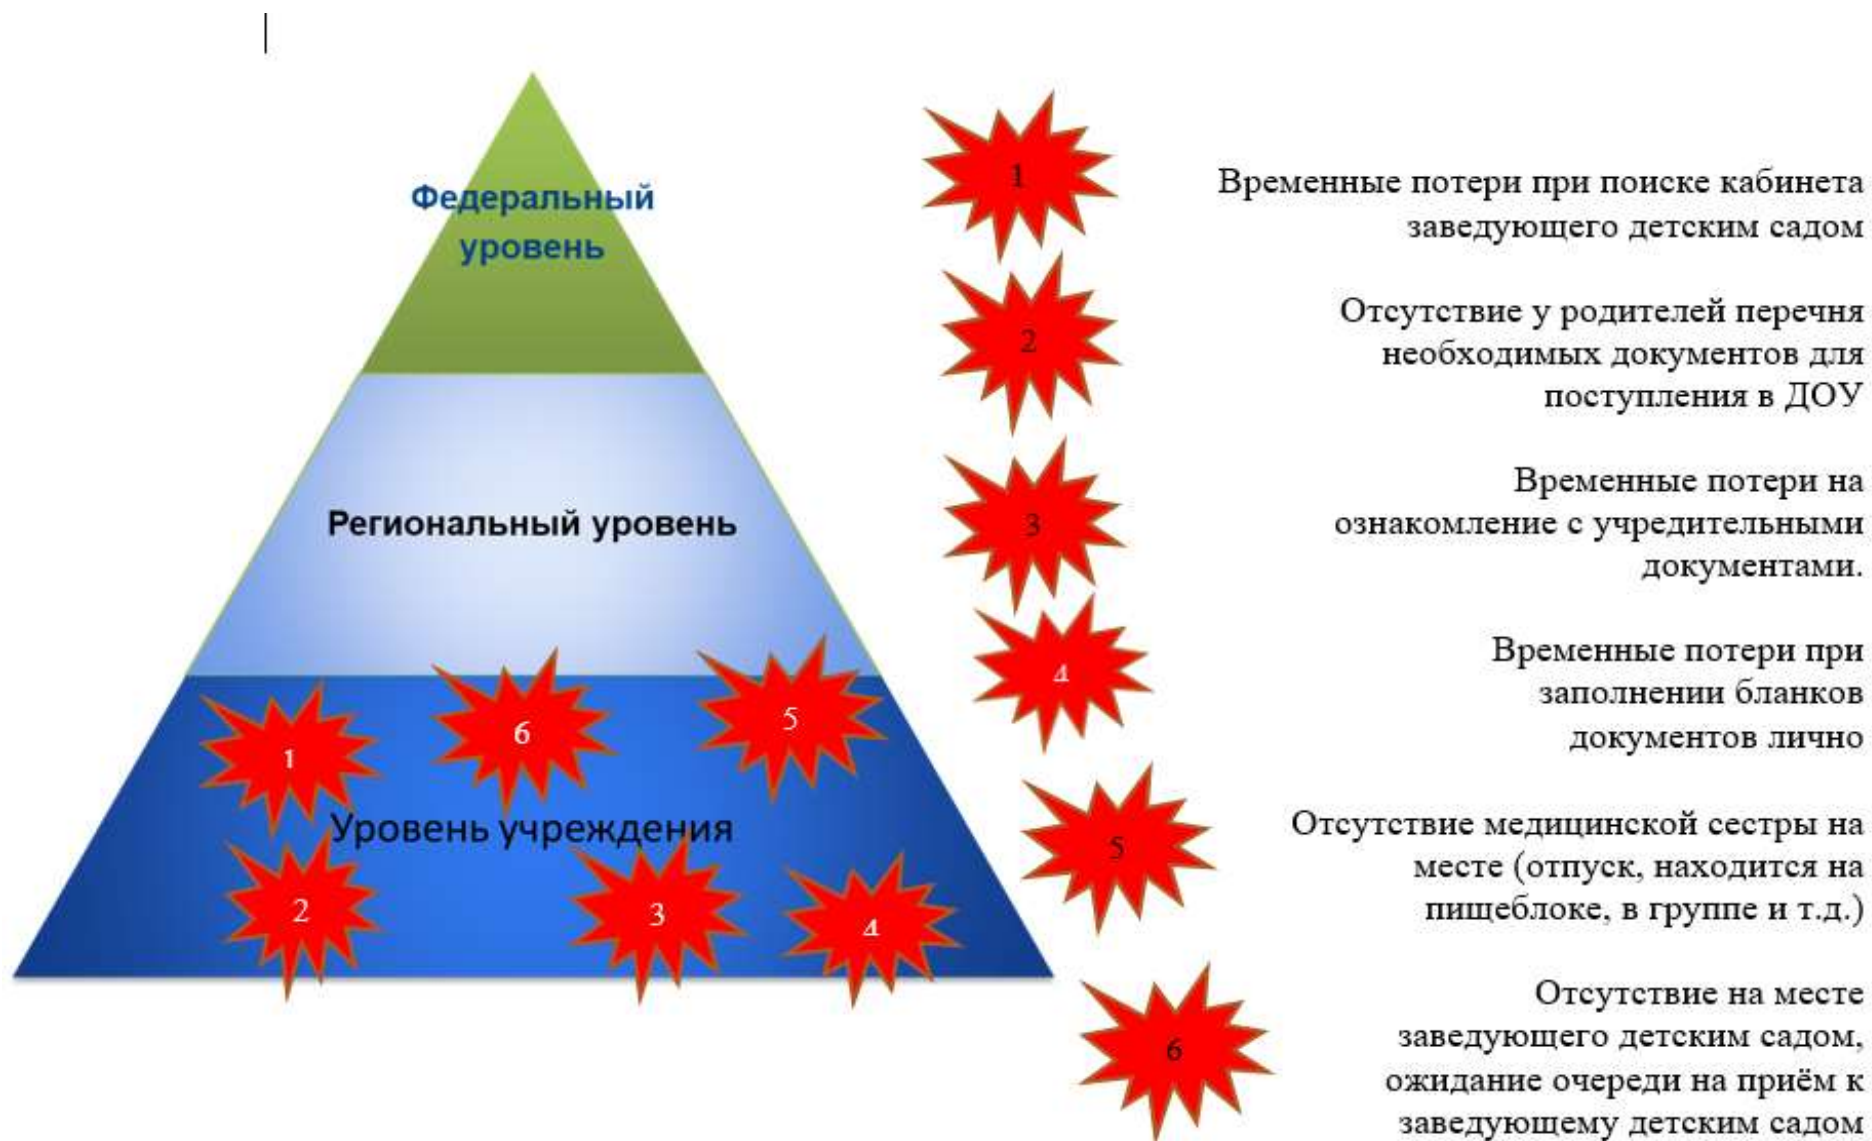 Федеральный
уровень
Региональный уровень
1
6
5
Уровень учреждения
2
3
4
1
Временные потери при поиске кабинета
заведующего детским садом
2
Отсутствие у родителей перечня
необходимых документов для
поступления в ДОУ
3
Временные потери на
ознакомление с учредительными
документами.
4
Временные потери при
заполнении бланков
документов лично
5
Отсутствие медицинской сестры на
месте (отпуск, находится на
пищеблоке, в группе и т.д.)
6
Отсутствие на месте
заведующего детским садом,
ожидание очереди на приём к
заведующему детским садом